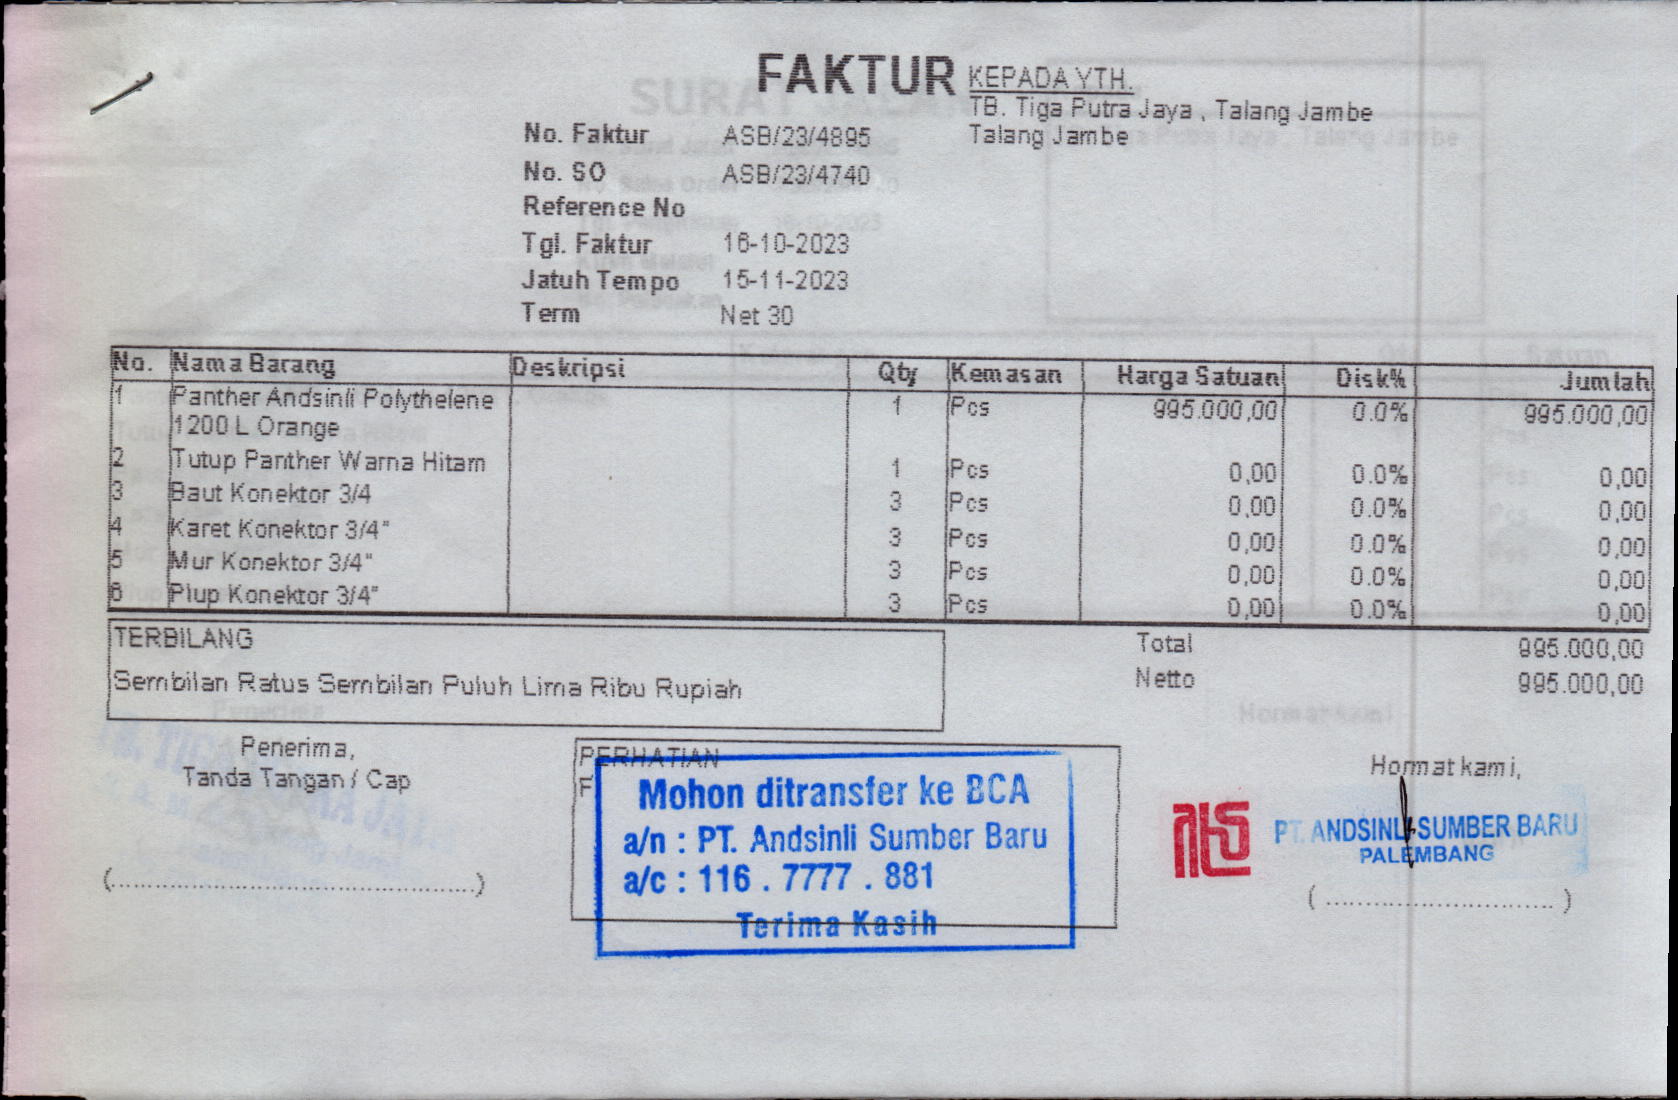 FAKTUR
KEPADA YTH.
TB. Tiga Putra Jaya , Talang Jambe
Talang Jambe
No. Faktur ASB/23/4895
No. SO ASB/23/4740
Reference No
Tgl. Faktur 16-10-2023
Jatuh Tempo 15-11-2023
Term Net 30
No. Nama Barang Deskripsi Qty Kemasan Harga Satuan Disk% Jumlah
1 Panther Andsinli Polythelene 1 Pcs 995.000,00 0.0% 995.000,00
1200 L Orange
2 Tutup Panther Warna Hitam 1 Pcs 0,00 0.0% 0,00
3 Baut Konektor 3/4 3 Pcs 0,00 0.0% 0,00
4 Karet Konektor 3/4" 3 Pcs 0,00 0.0% 0,00
5 Mur Konektor 3/4" 3 Pcs 0,00 0.0% 0,00
6 Plup Konektor 3/4" 3 Pcs 0,00 0.0% 0,00
TERBILANG
Sembilan Ratus Sembilan Puluh Lima Ribu Rupiah
Total 995.000,00
Netto 995.000,00
Penerima,
Tanda Tangan / Cap
(............................................)
PERHATIAN
F
Mohon ditransfer ke BCA
a/n : PT. Andsinli Sumber Baru
a/c : 116 . 7777 . 881
Terima Kasih
Hormat kami,
PT. ANDSINLI SUMBER BARU
PALEMBANG
( ............................ )